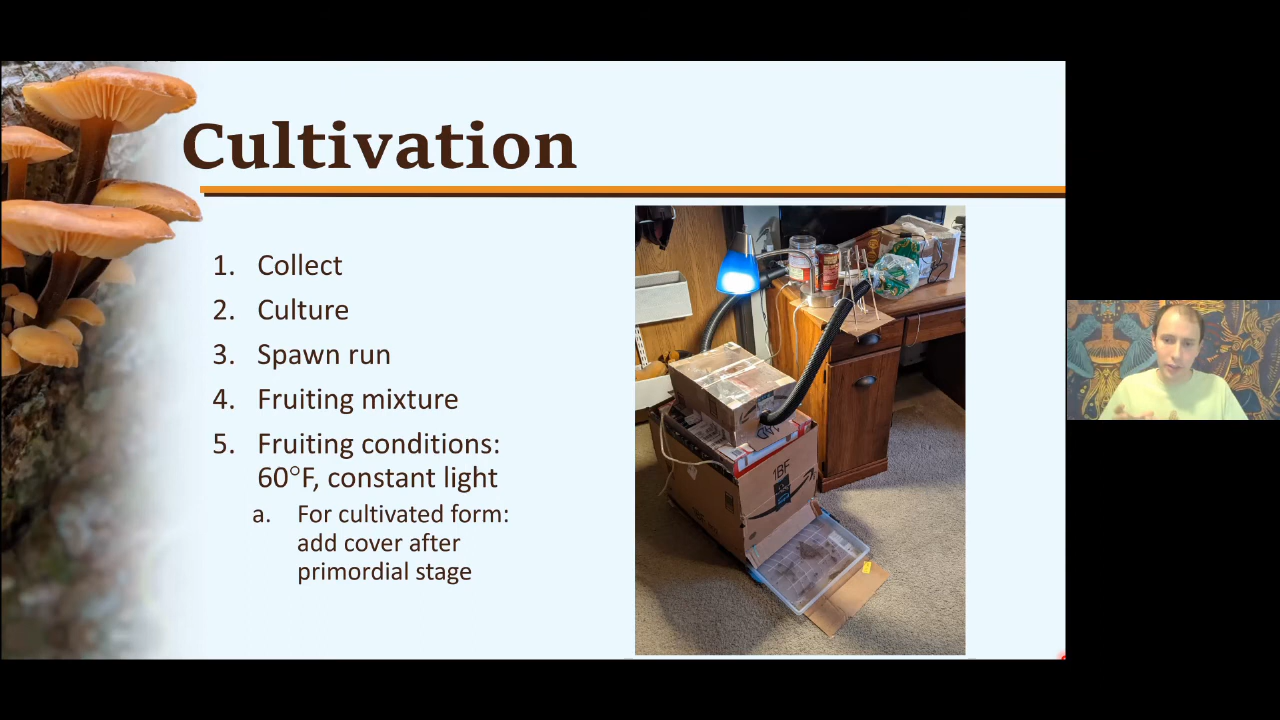 Cultivation
1. Collect
2. Culture
3. Spawn run
4. Fruiting mixture
5. Fruiting conditions:
60°F, constant light
a. For cultivated form:
add cover after
primordial stage
1BF